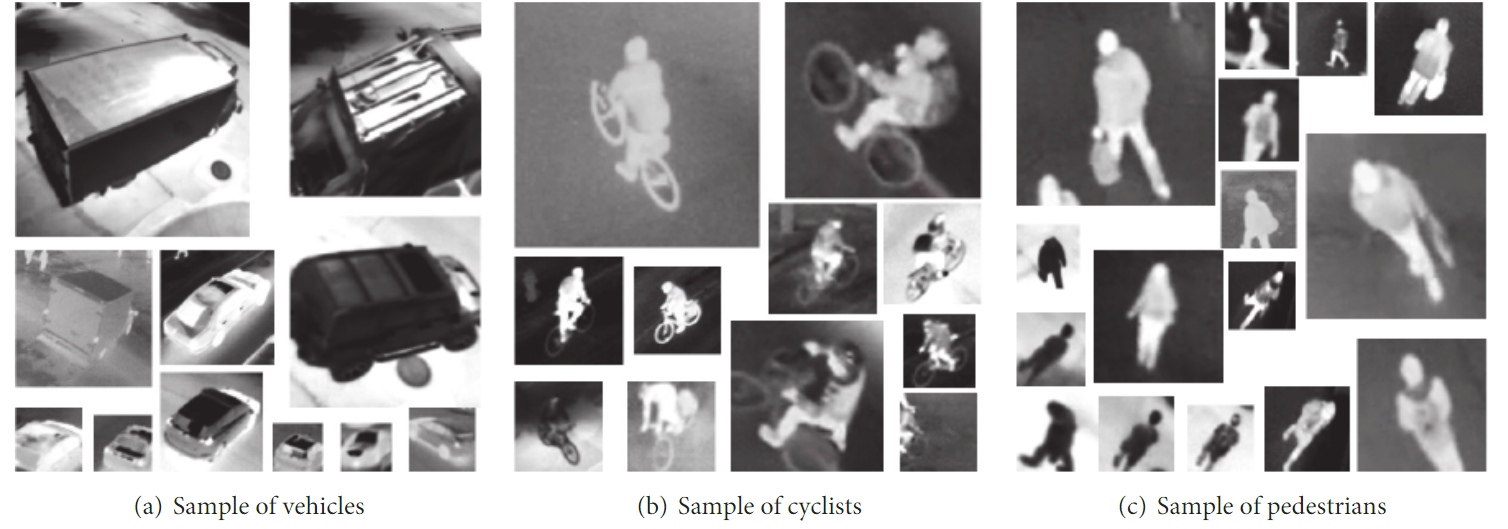 (a) Sample of vehicles
(b) Sample of cyclists
(c) Sample of pedestrians